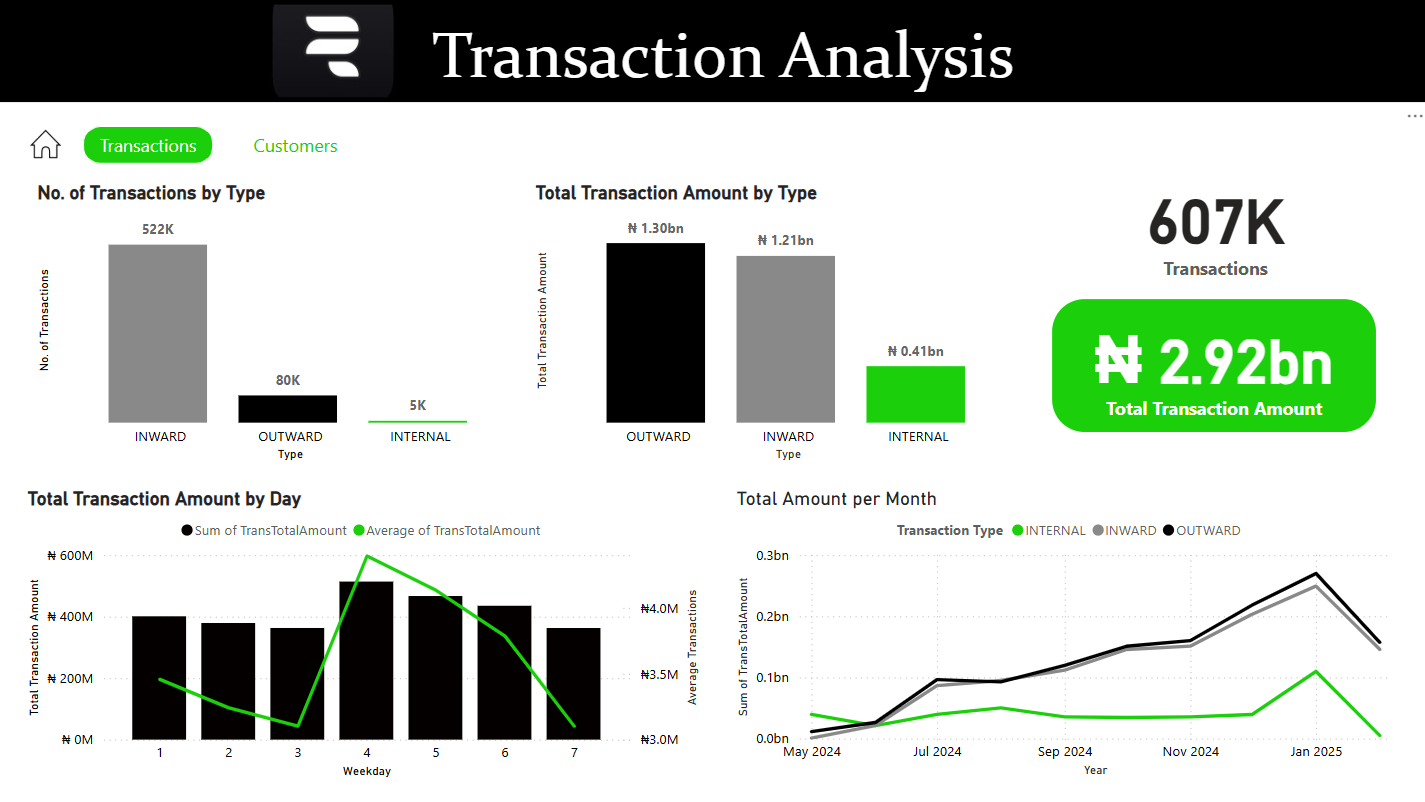 Transaction Analysis
Transactions
Customers
No. of Transactions by Type
No. of Transactions
522K
80K
5K
INWARD
OUTWARD
INTERNAL
Type
Total Transaction Amount by Type
Total Transaction Amount
₦ 1.30bn
₦ 1.21bn
₦ 0.41bn
OUTWARD
INWARD
INTERNAL
Type
607K
Transactions
₦ 2.92bn
Total Transaction Amount
Total Transaction Amount by Day
Sum of TransTotalAmount
Average of TransTotalAmount
Total Transaction Amount
₦ 600M
₦ 400M
₦ 200M
₦ 0M
₦4.0M
₦3.5M
₦3.0M
Average Transactions
1 2 3 4 5 6 7
Weekday
Total Amount per Month
Transaction Type INTERNAL INWARD OUTWARD
Sum of TransTotalAmount
0.3bn
0.2bn
0.1bn
0.0bn
May 2024 Jul 2024 Sep 2024 Nov 2024 Jan 2025
Year